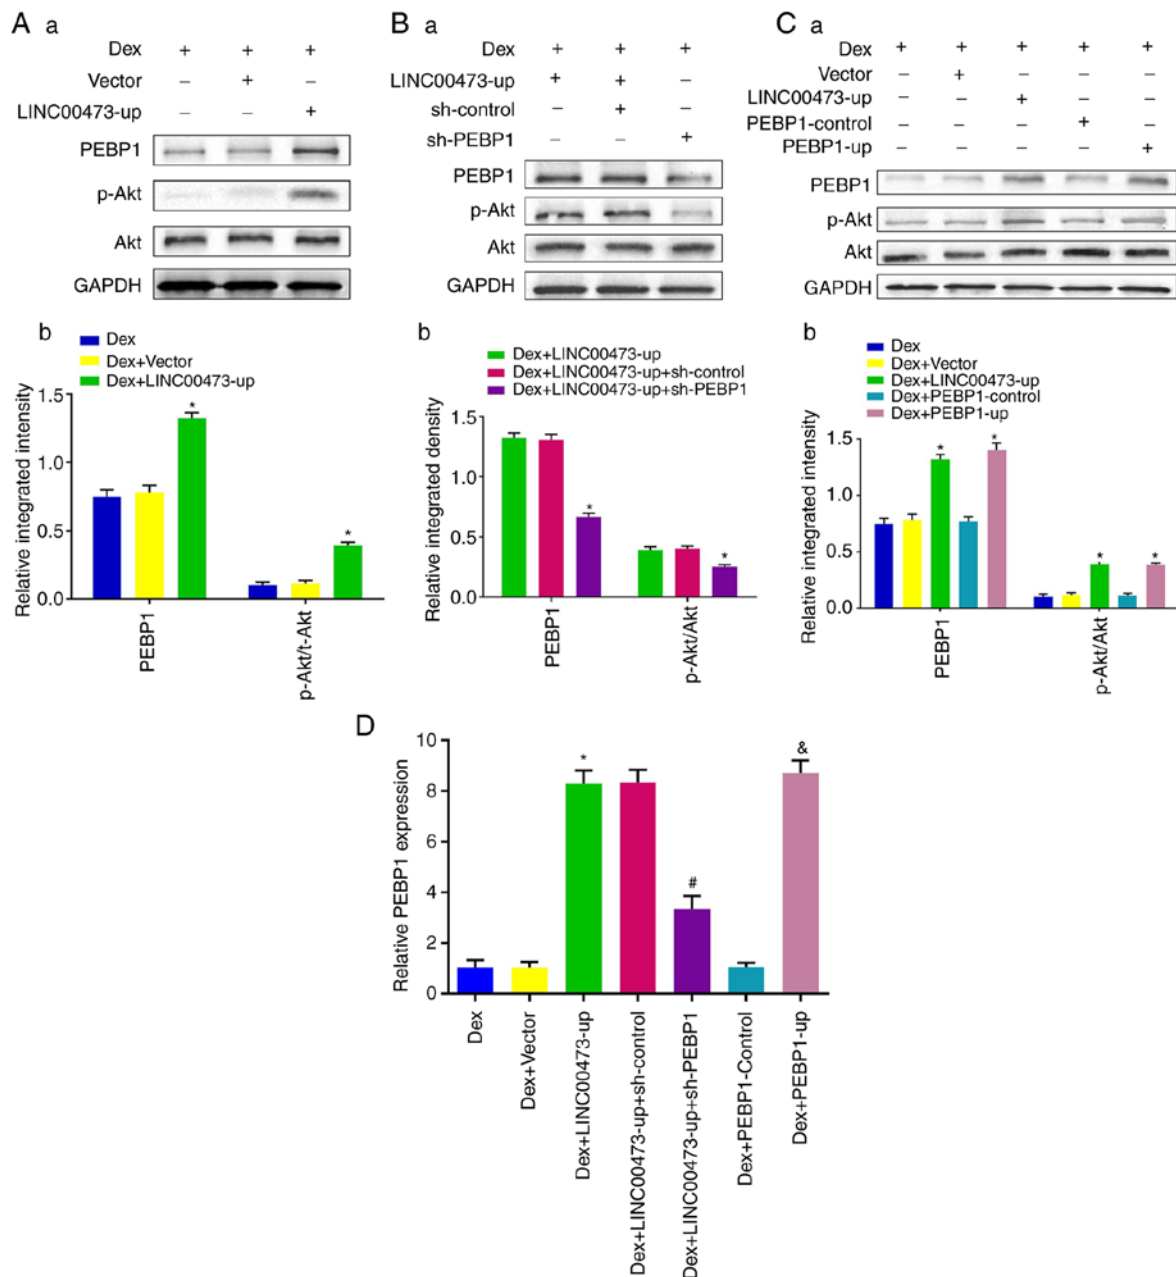 A a
Dex + + +
Vector – + –
LINC00473-up – – +
PEBP1
p-Akt
Akt
GAPDH
b
Dex
Dex+Vector
Dex+LINC00473-up
Relative integrated intensity
1.5
1.0
0.5
0.0
*
*
PEBP1
p-Akt/t-Akt
B a
Dex + + +
LINC00473-up + + –
sh-control – + –
sh-PEBP1 – – +
PEBP1
p-Akt
Akt
GAPDH
b
Dex+LINC00473-up
Dex+LINC00473-up+sh-control
Dex+LINC00473-up+sh-PEBP1
Relative integrated density
1.5
1.0
0.5
0.0
*
*
PEBP1
p-Akt/Akt
C a
Dex + + + + +
Vector – + – – –
LINC00473-up – – + – –
PEBP1-control – – – + –
PEBP1-up – – – – +
PEBP1
p-Akt
Akt
GAPDH
b
Dex
Dex+Vector
Dex+LINC00473-up
Dex+PEBP1-control
Dex+PEBP1-up
Relative integrated intensity
1.5
1.0
0.5
0.0
*
*
*
*
PEBP1
p-Akt/Akt
D
Relative PEBP1 expression
10
8
6
4
2
0
*
#
&
Dex
Dex+Vector
Dex+LINC00473-up
Dex+LINC00473-up+sh-control
Dex+LINC00473-up+sh-PEBP1
Dex+PEBP1-Control
Dex+PEBP1-up